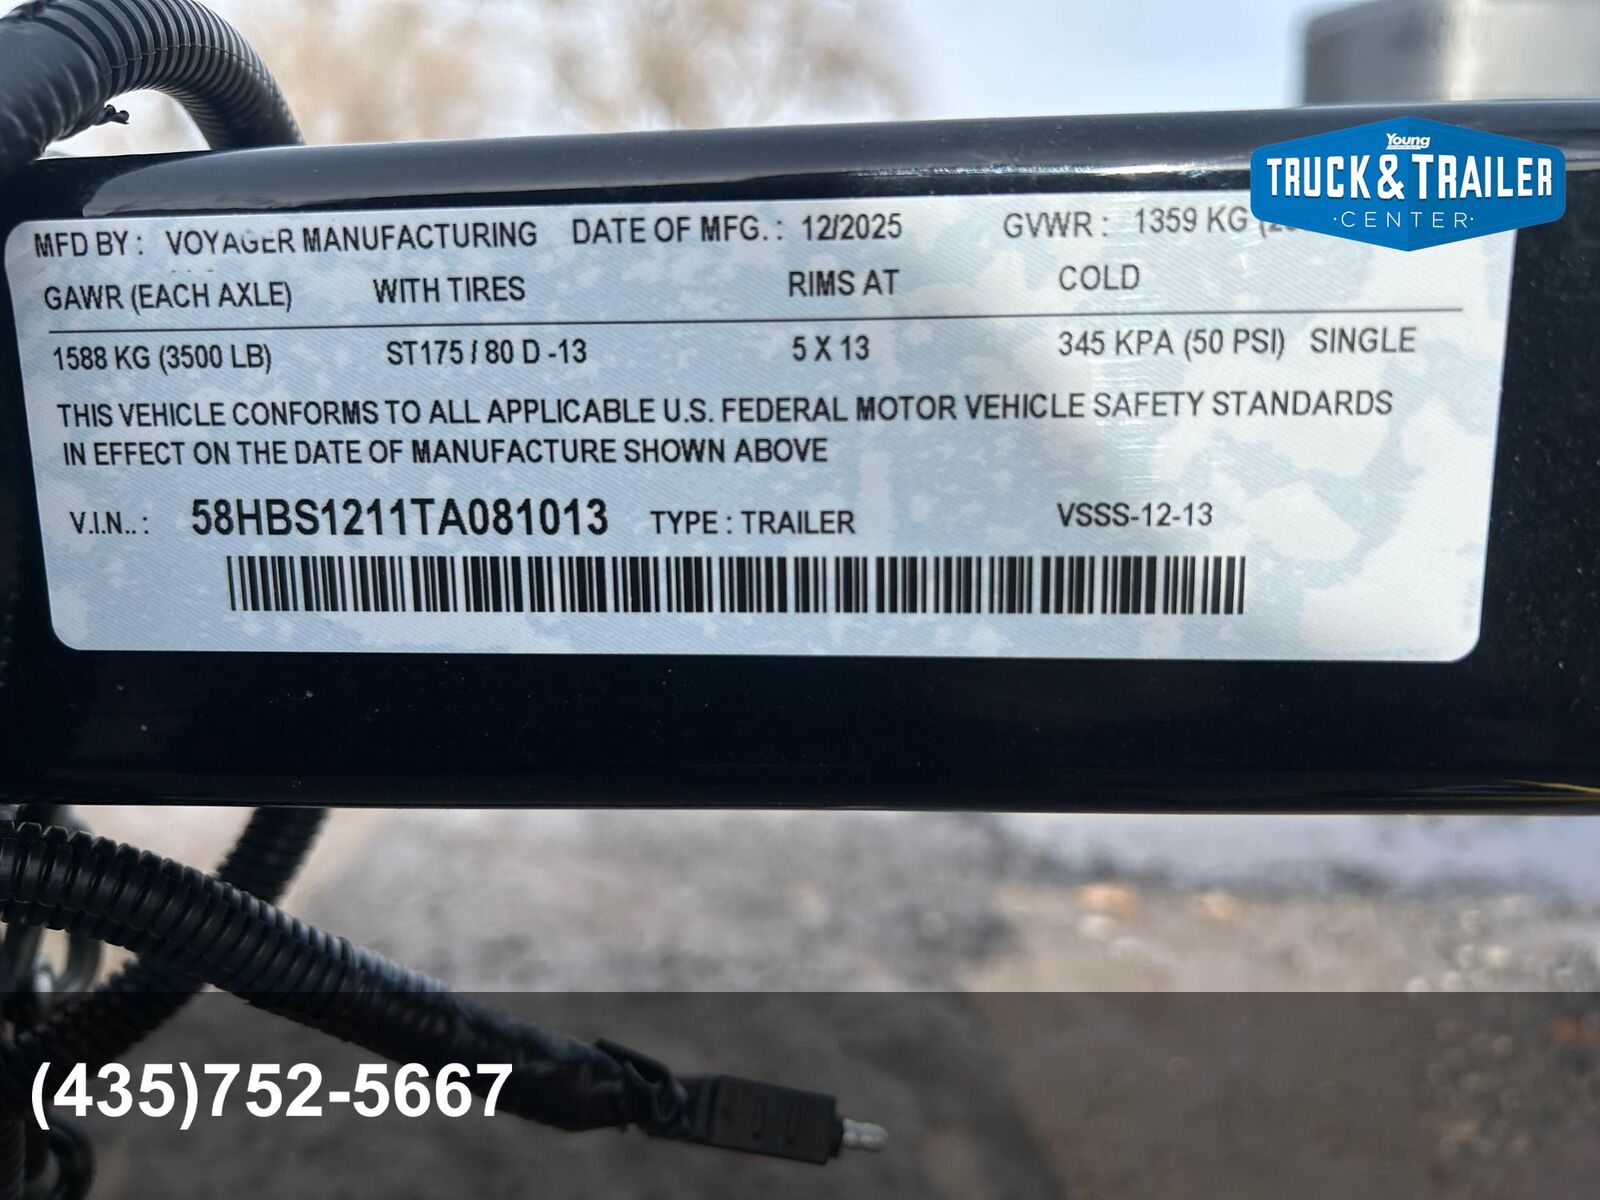 Young
TRUCK & TRAILER
CENTER
MFD BY : VOYAGER MANUFACTURING DATE OF MFG. : 12/2025 GVWR : 1359 KG
GAWR (EACH AXLE) WITH TIRES RIMS AT COLD
1588 KG (3500 LB) ST175 / 80 D -13 5 X 13 345 KPA (50 PSI) SINGLE
THIS VEHICLE CONFORMS TO ALL APPLICABLE U.S. FEDERAL MOTOR VEHICLE SAFETY STANDARDS
IN EFFECT ON THE DATE OF MANUFACTURE SHOWN ABOVE
V.I.N.. : 58HBS1211TA081013 TYPE : TRAILER VSSS-12-13
(435)752-5667